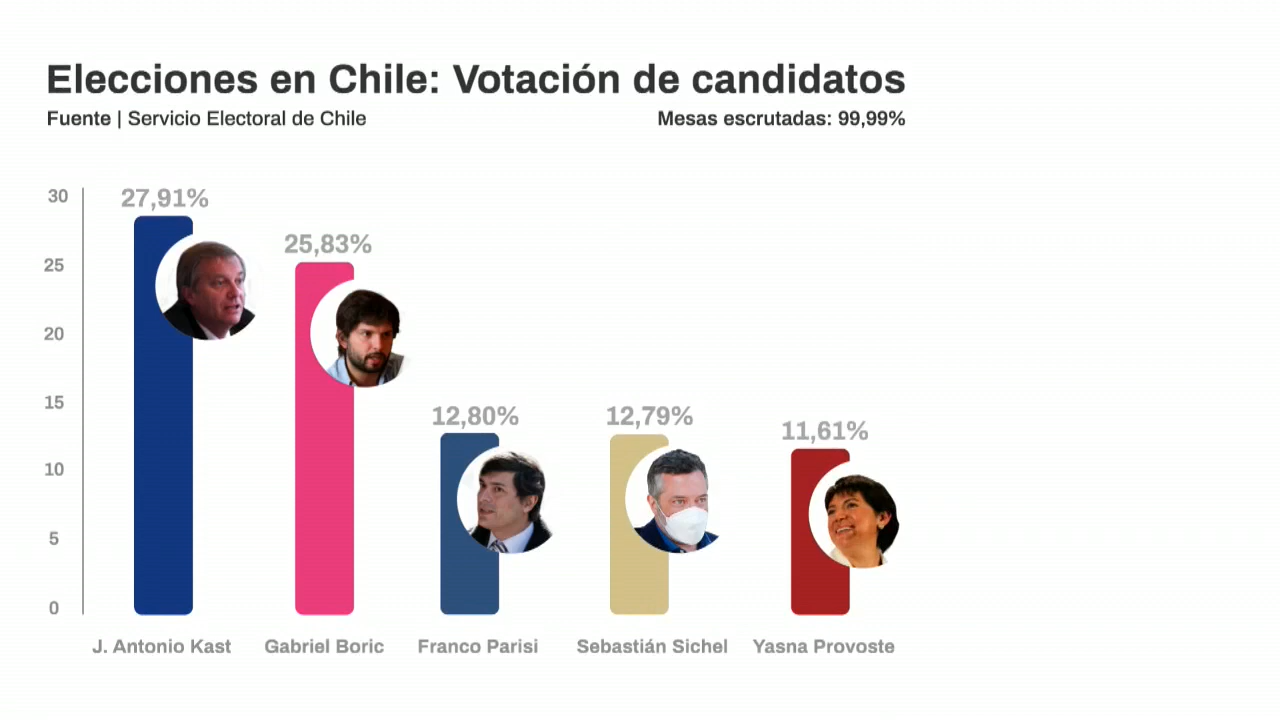 Elecciones en Chile: Votación de candidatos
Fuente | Servicio Electoral de Chile
Mesas escrutadas: 99,99%
30
25
20
15
10
5
0
27,91%
25,83%
12,80%
12,79%
11,61%
J. Antonio Kast
Gabriel Boric
Franco Parisi
Sebastián Sichel
Yasna Provoste